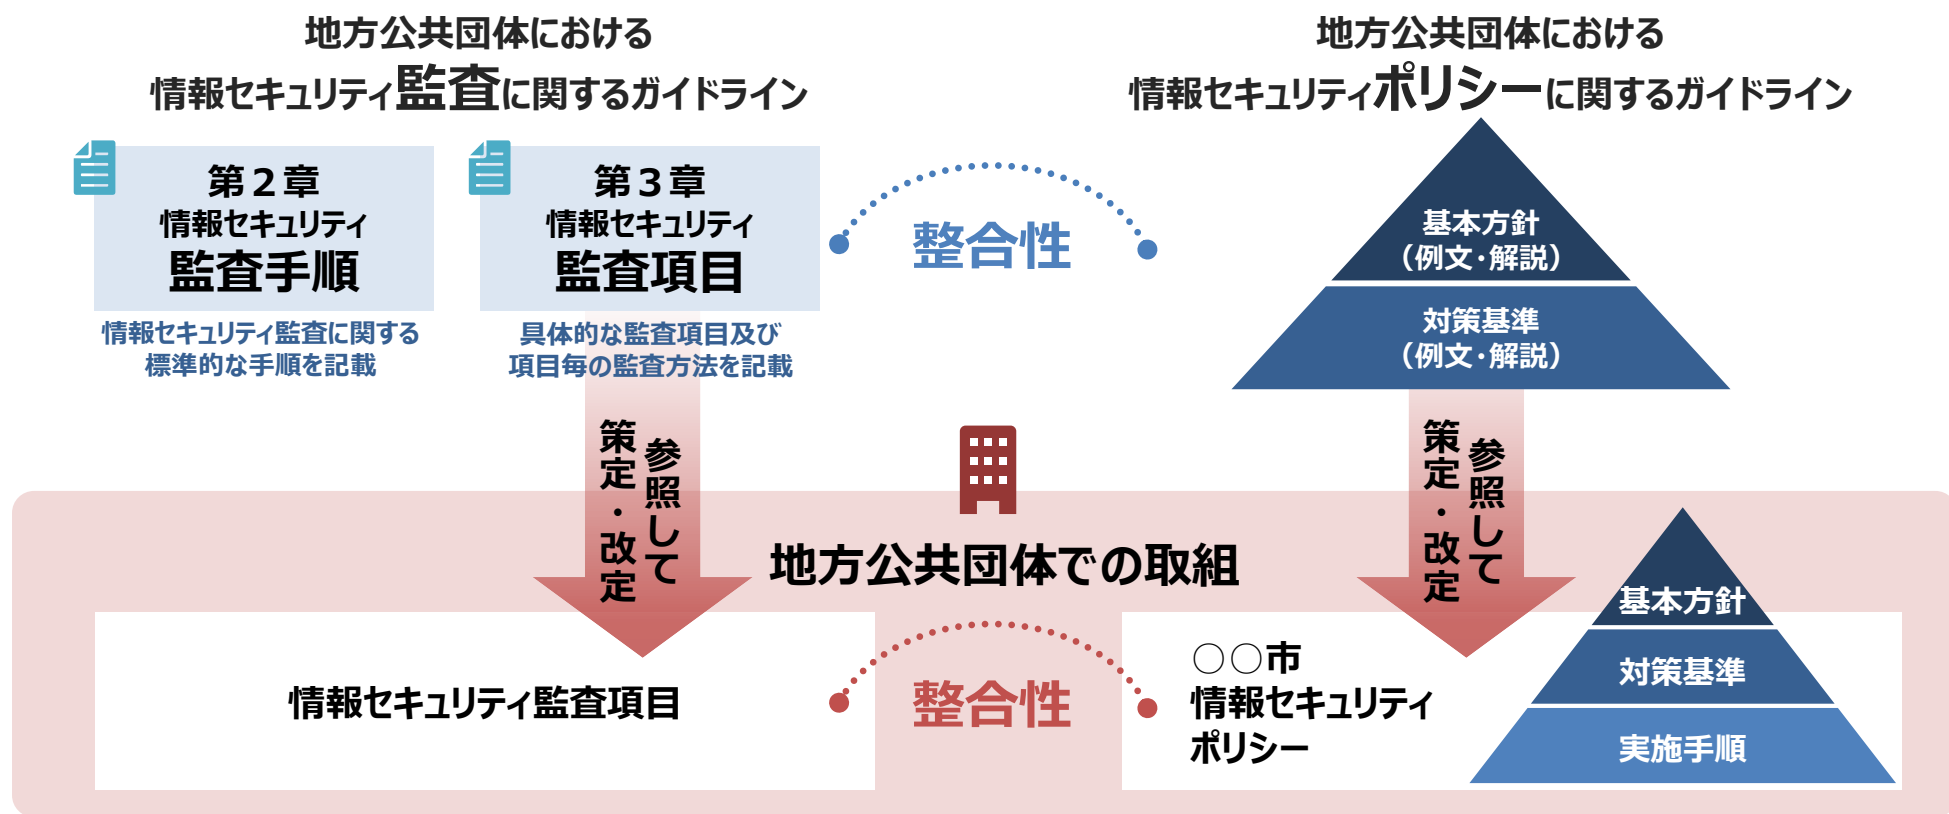 地方公共団体における
情報セキュリティ監査に関するガイドライン
地方公共団体における
情報セキュリティポリシーに関するガイドライン
第２章
情報セキュリティ
監査手順
情報セキュリティ監査に関する
標準的な手順を記載
第３章
情報セキュリティ
監査項目
具体的な監査項目及び
項目毎の監査方法を記載
整合性
基本方針
（例文・解説）
対策基準
（例文・解説）
参照して
策定・改定
参照して
策定・改定
地方公共団体での取組
情報セキュリティ監査項目
整合性
○○市
情報セキュリティ
ポリシー
基本方針
対策基準
実施手順